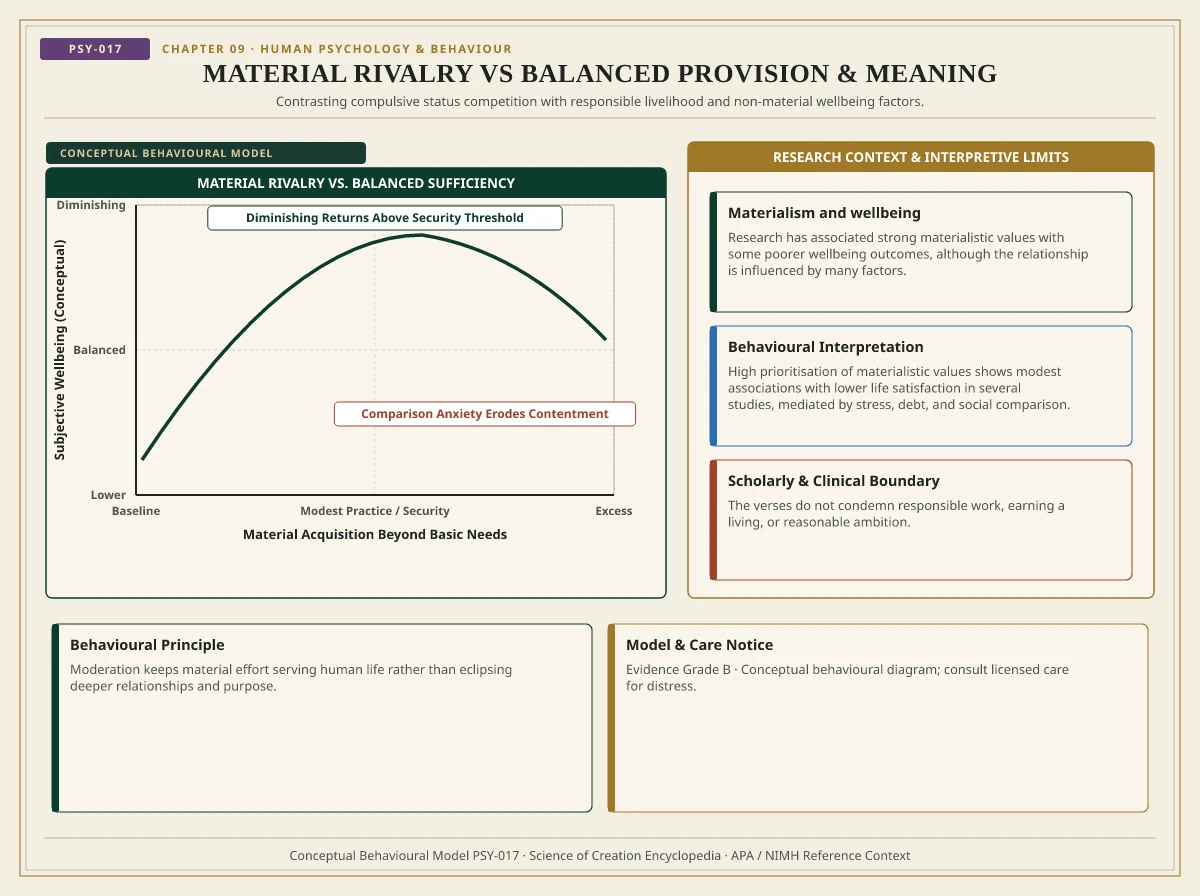 PSY-017
CHAPTER 09 · HUMAN PSYCHOLOGY & BEHAVIOUR
MATERIAL RIVALRY VS BALANCED PROVISION & MEANING
Contrasting compulsive status competition with responsible livelihood and non-material wellbeing factors.
CONCEPTUAL BEHAVIOURAL MODEL
MATERIAL RIVALRY VS. BALANCED SUFFICIENCY
Diminishing
Diminishing Returns Above Security Threshold
Subjective Wellbeing (Conceptual)
Balanced
Comparison Anxiety Erodes Contentment
Lower
Baseline
Modest Practice / Security
Excess
Material Acquisition Beyond Basic Needs
RESEARCH CONTEXT & INTERPRETIVE LIMITS
Materialism and wellbeing
Research has associated strong materialistic values with
some poorer wellbeing outcomes, although the relationship
is influenced by many factors.
Behavioural Interpretation
High prioritisation of materialistic values shows modest
associations with lower life satisfaction in several
studies, mediated by stress, debt, and social comparison.
Scholarly & Clinical Boundary
The verses do not condemn responsible work, earning a
living, or reasonable ambition.
Behavioural Principle
Moderation keeps material effort serving human life rather than eclipsing
deeper relationships and purpose.
Model & Care Notice
Evidence Grade B · Conceptual behavioural diagram; consult licensed care
for distress.
Conceptual Behavioural Model PSY-017 · Science of Creation Encyclopedia · APA / NIMH Reference Context